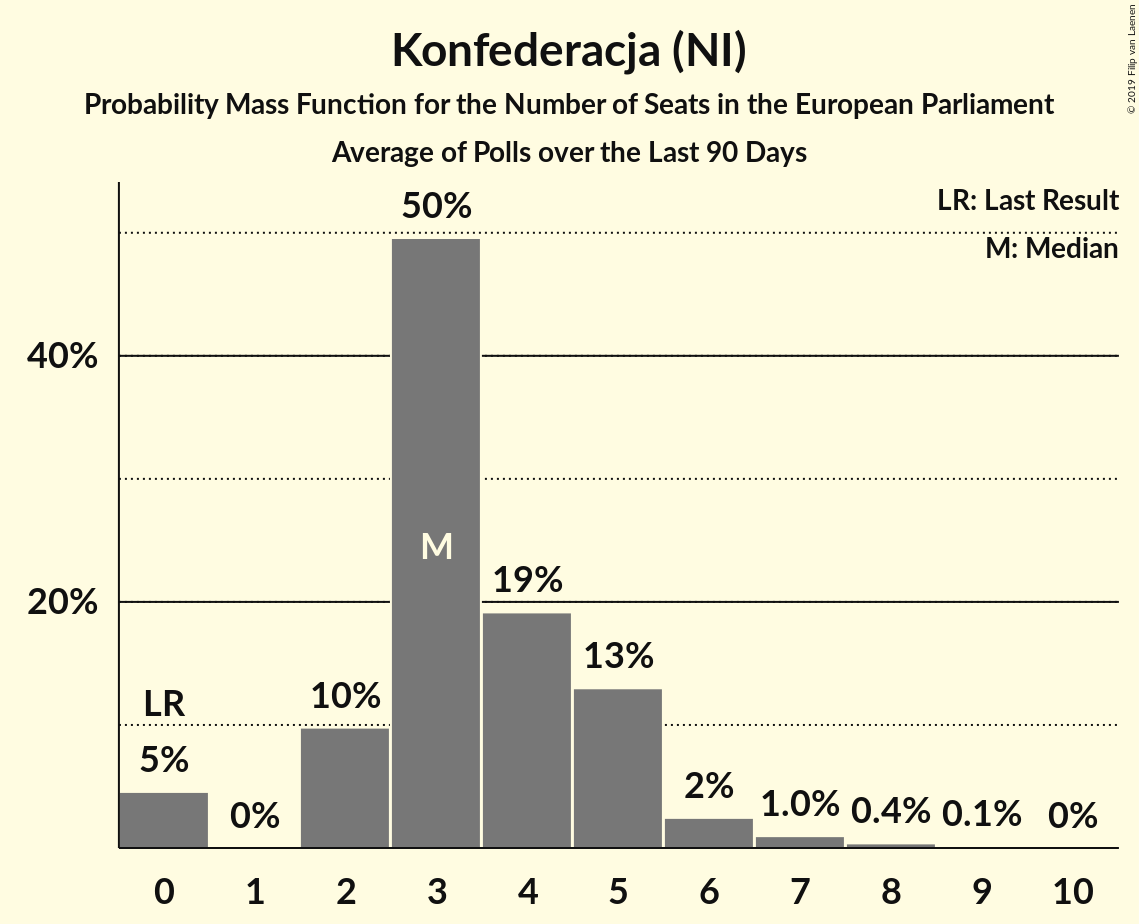 Konfederacja (NI)
Probability Mass Function for the Number of Seats in the European Parliament
Average of Polls over the Last 90 Days
© 2019 Filip van Laenen
LR: Last Result
M: Median
50%
40%
M
19%
20%
13%
LR
10%
5%
0%
2%
1.0%
0.4%
0.1%
0%
0 1 2 3 4 5 6 7 8 9 10